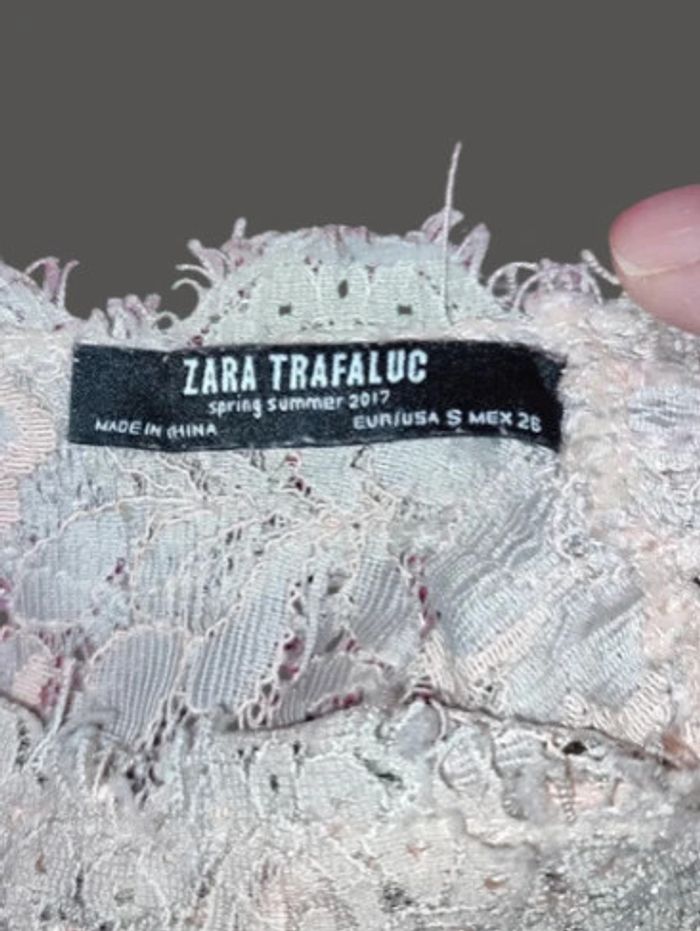 ZARA TRAFALUC
spring summer 2017
MADE IN CHINA EUR/USA S MEX 26